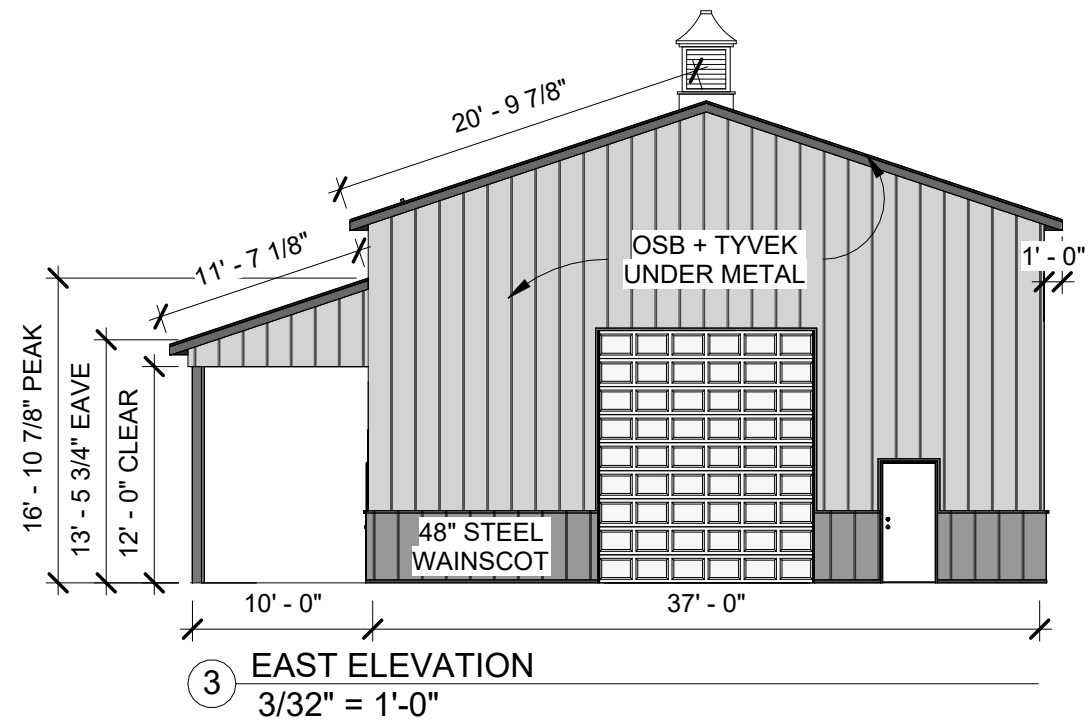 20' - 9 7/8"
11' - 7 1/8"
OSB + TYVEK
UNDER METAL
1' - 0"
16' - 10 7/8" PEAK
13' - 5 3/4" EAVE
12' - 0" CLEAR
48" STEEL
WAINSCOT
10' - 0"
37' - 0"
3
EAST ELEVATION
3/32" = 1'-0"